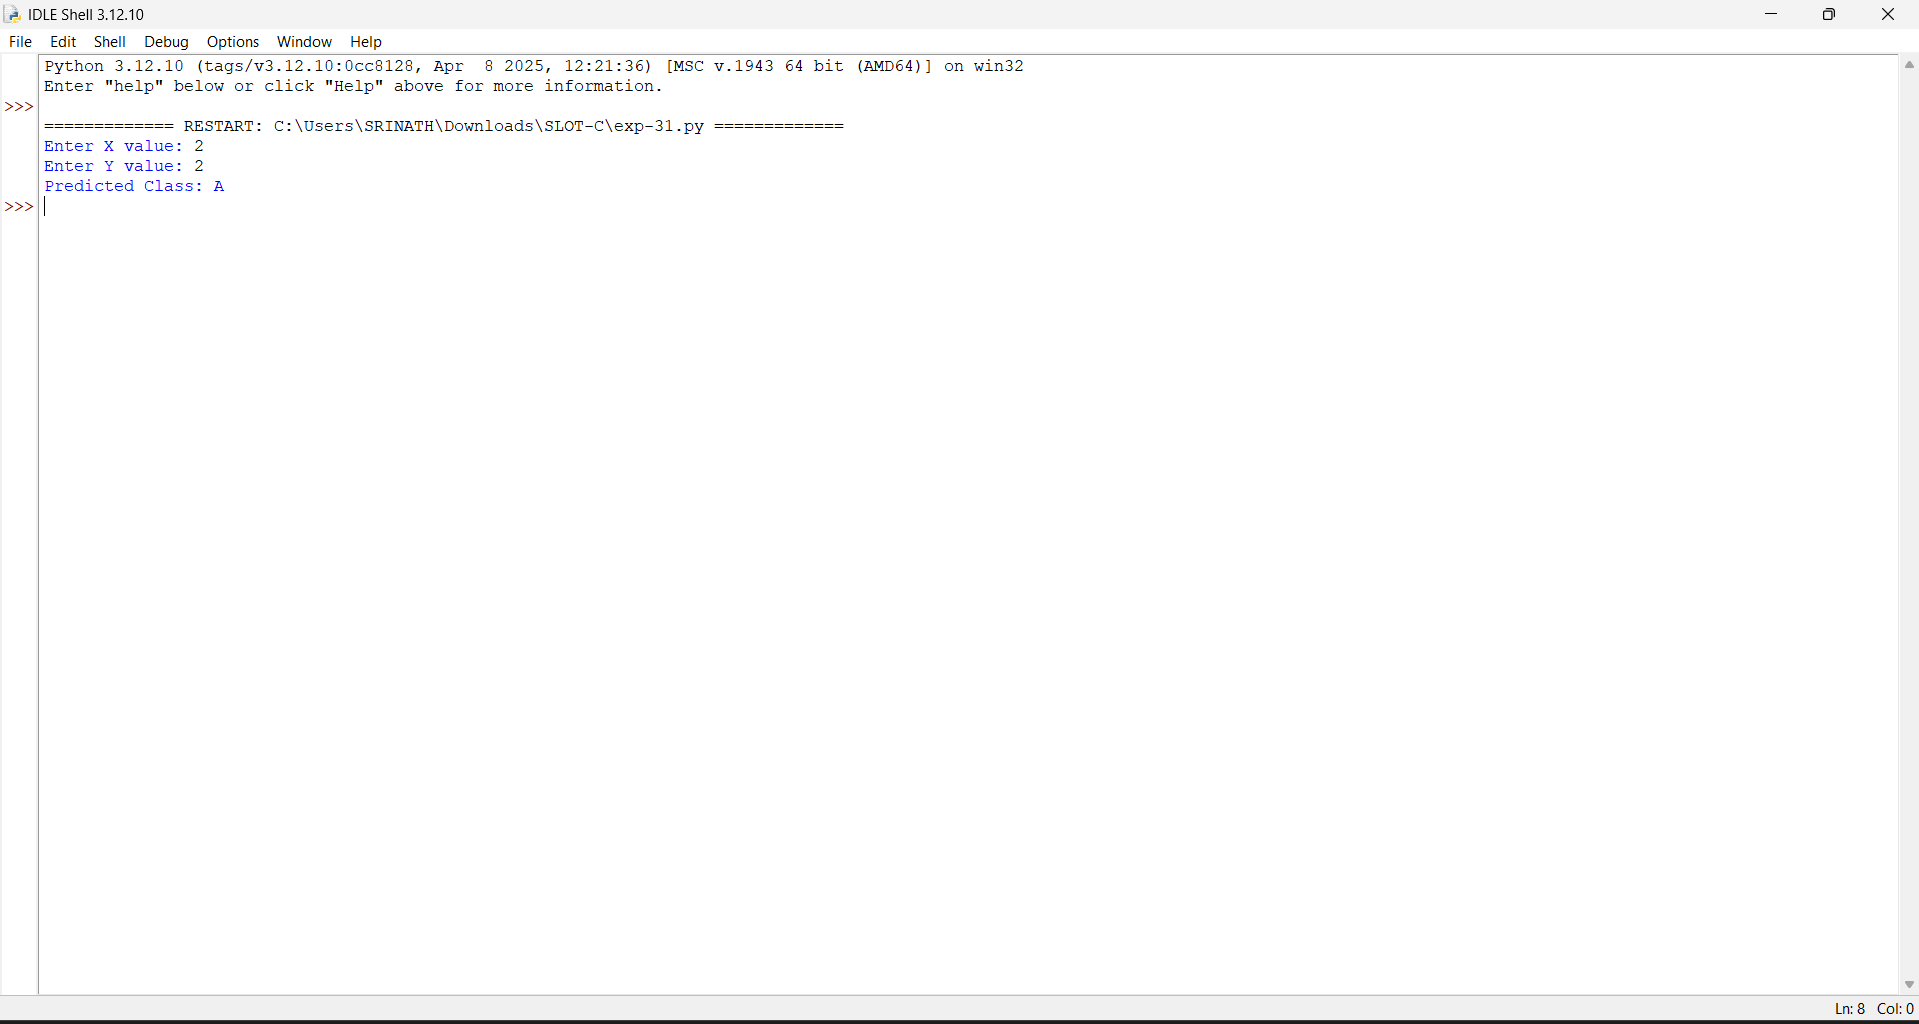 IDLE Shell 3.12.10
File Edit Shell Debug Options Window Help
Python 3.12.10 (tags/v3.12.10:0cc8128, Apr  8 2025, 12:21:36) [MSC v.1943 64 bit (AMD64)] on win32
Enter "help" below or click "Help" above for more information.
>>>
============= RESTART: C:\Users\SRINATH\Downloads\SLOT-C\exp-31.py =============
Enter X value: 2
Enter Y value: 2
Predicted Class: A
>>>
Ln: 8 Col: 0